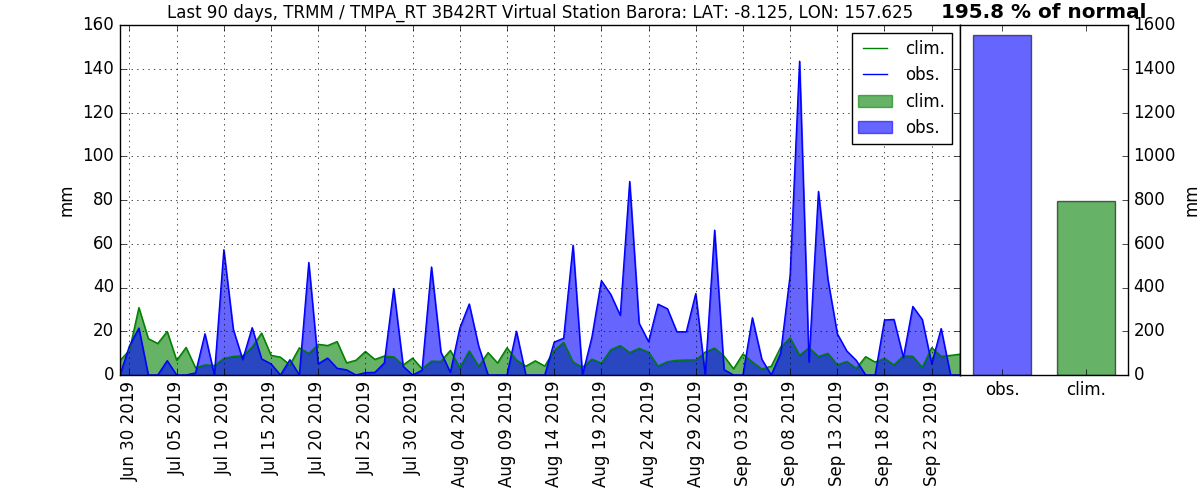 Last 90 days, TRMM / TMPA_RT 3B42RT Virtual Station Barora: LAT: -8.125, LON: 157.625
195.8 % of normal
160
140
120
100
80
60
40
20
0
mm
clim.
obs.
clim.
obs.
1600
1400
1200
1000
800
600
400
200
0
mm
obs.
clim.
Jun 30 2019
Jul 05 2019
Jul 10 2019
Jul 15 2019
Jul 20 2019
Jul 25 2019
Jul 30 2019
Aug 04 2019
Aug 09 2019
Aug 14 2019
Aug 19 2019
Aug 24 2019
Aug 29 2019
Sep 03 2019
Sep 08 2019
Sep 13 2019
Sep 18 2019
Sep 23 2019